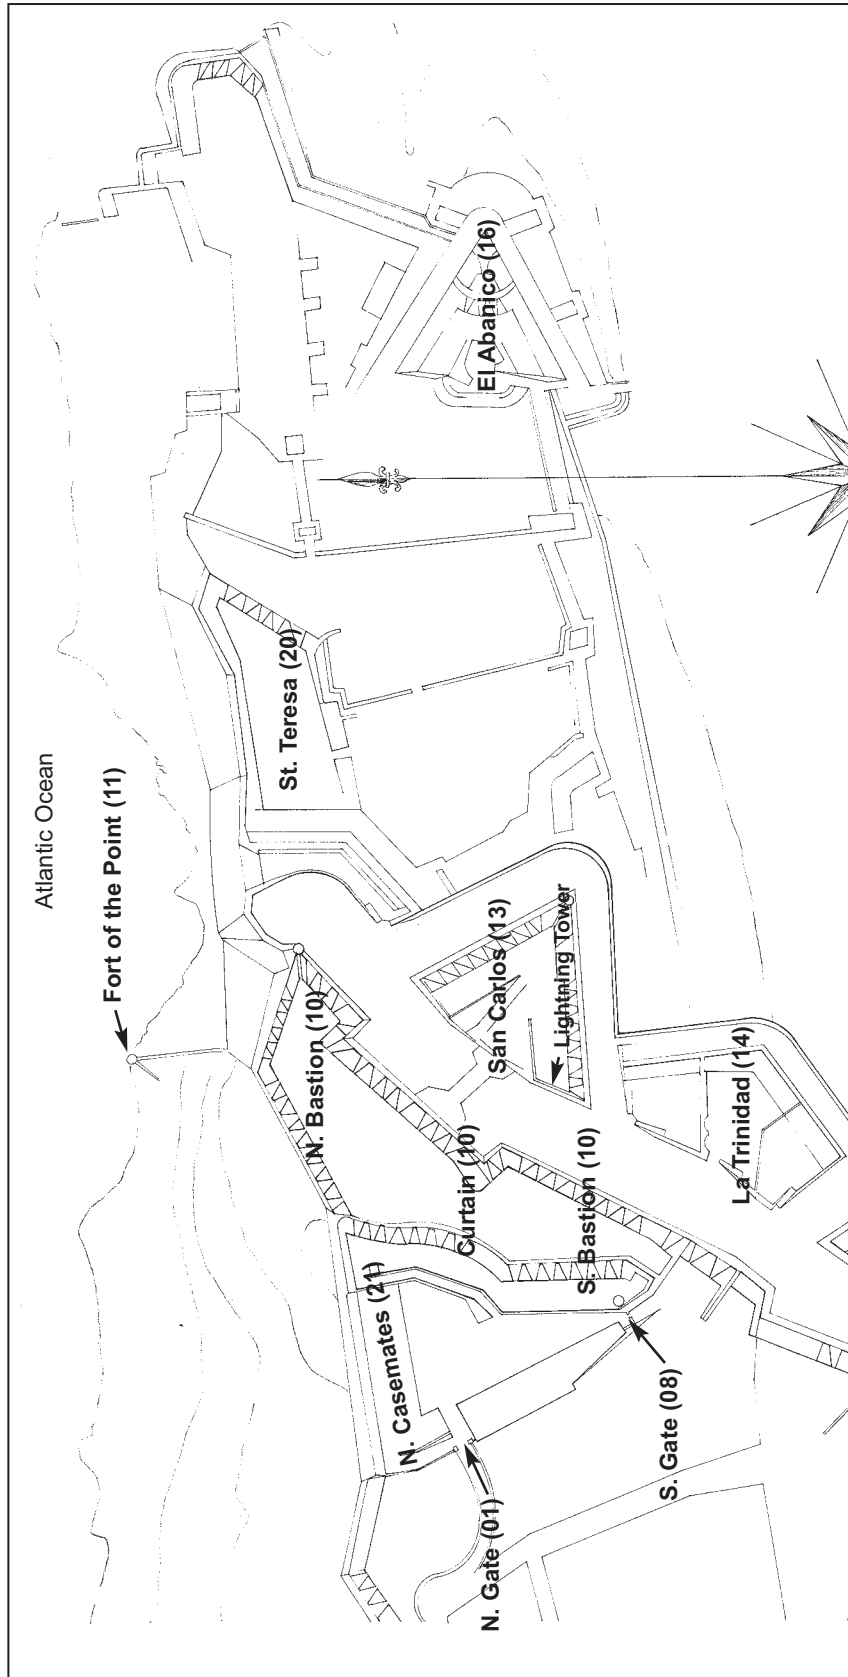 Atlantic Ocean
Fort of the Point (11)
St. Teresa (20)
El Abanico (16)
N. Bastion (10)
San Carlos (13)
Lightning Tower
Curtain (10)
S. Bastion (10)
La Trinidad (14)
N. Casemates (21)
N. Gate (01)
S. Gate (08)